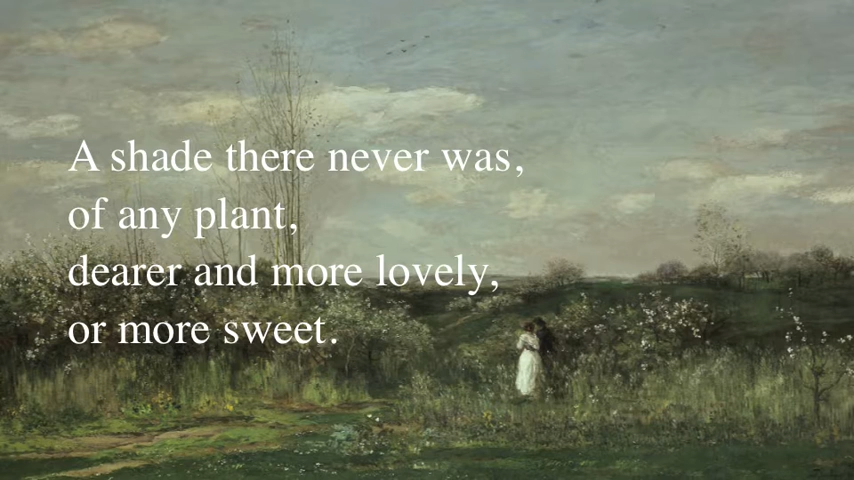 A shade there never was,
of any plant,
dearer and more lovely,
or more sweet.